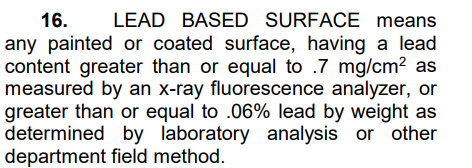 16. LEAD BASED SURFACE means
any painted or coated surface, having a lead
content greater than or equal to .7 mg/cm² as
measured by an x-ray fluorescence analyzer, or
greater than or equal to .06% lead by weight as
determined by laboratory analysis or other
department field method.